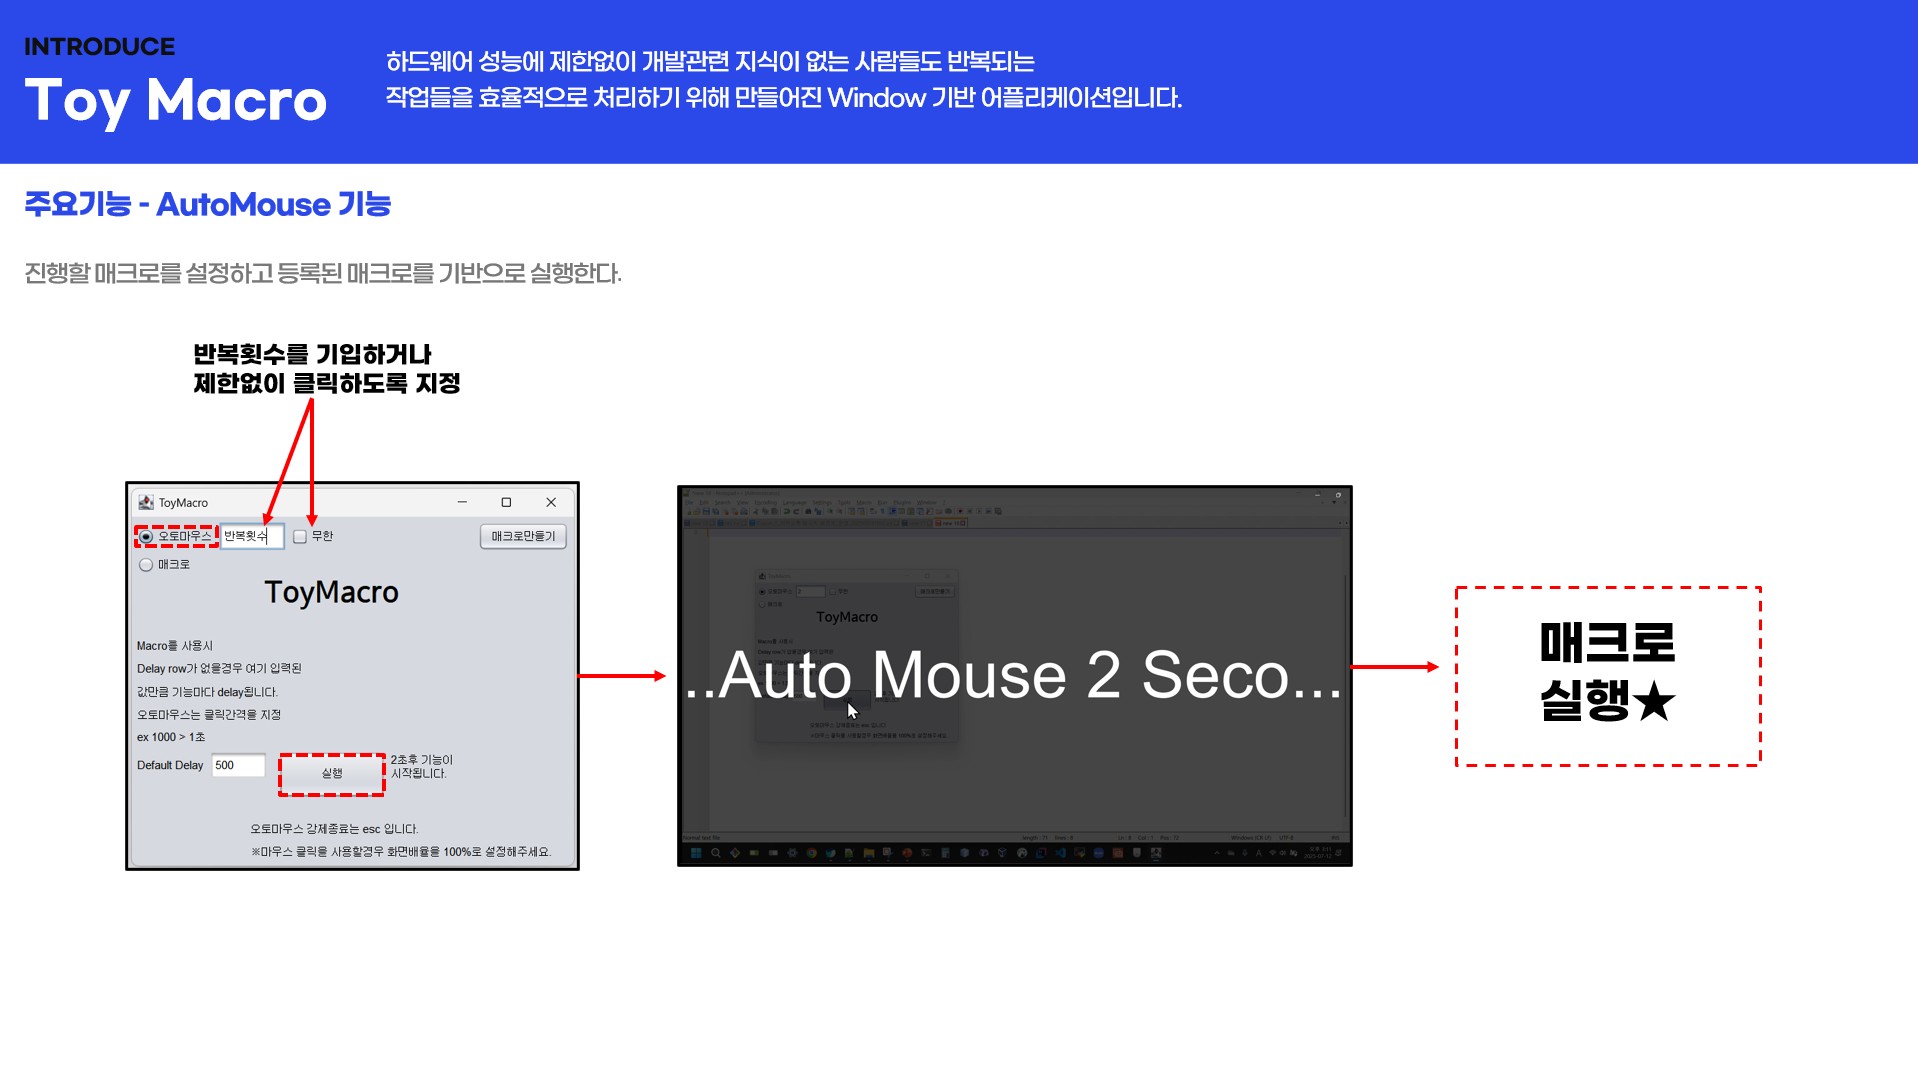 INTRODUCE
Toy Macro
하드웨어 성능에 제한없이 개발관련 지식이 없는 사람들도 반복되는
작업들을 효율적으로 처리하기 위해 만들어진 Window 기반 어플리케이션입니다.
주요기능 - AutoMouse 기능
진행할 매크로를 설정하고 등록된 매크로를 기반으로 실행한다.
반복횟수를 기입하거나
제한없이 클릭하도록 지정
ToyMacro
오토마우스 반복횟수 무한 매크로만들기
매크로
ToyMacro
Macro를 사용시
Delay row가 없을경우 여기 입력된
값만큼 기능마다 delay됩니다.
오토마우스는 클릭간격을 지정
ex 1000 > 1초
Default Delay 500 실행 2초후 기능이
시작됩니다.
오토마우스 강제종료는 esc 입니다.
※마우스 클릭을 사용할경우 화면배율을 100%로 설정해주세요.
ToyMacro
..Auto Mouse 2 Seco...
매크로
실행★